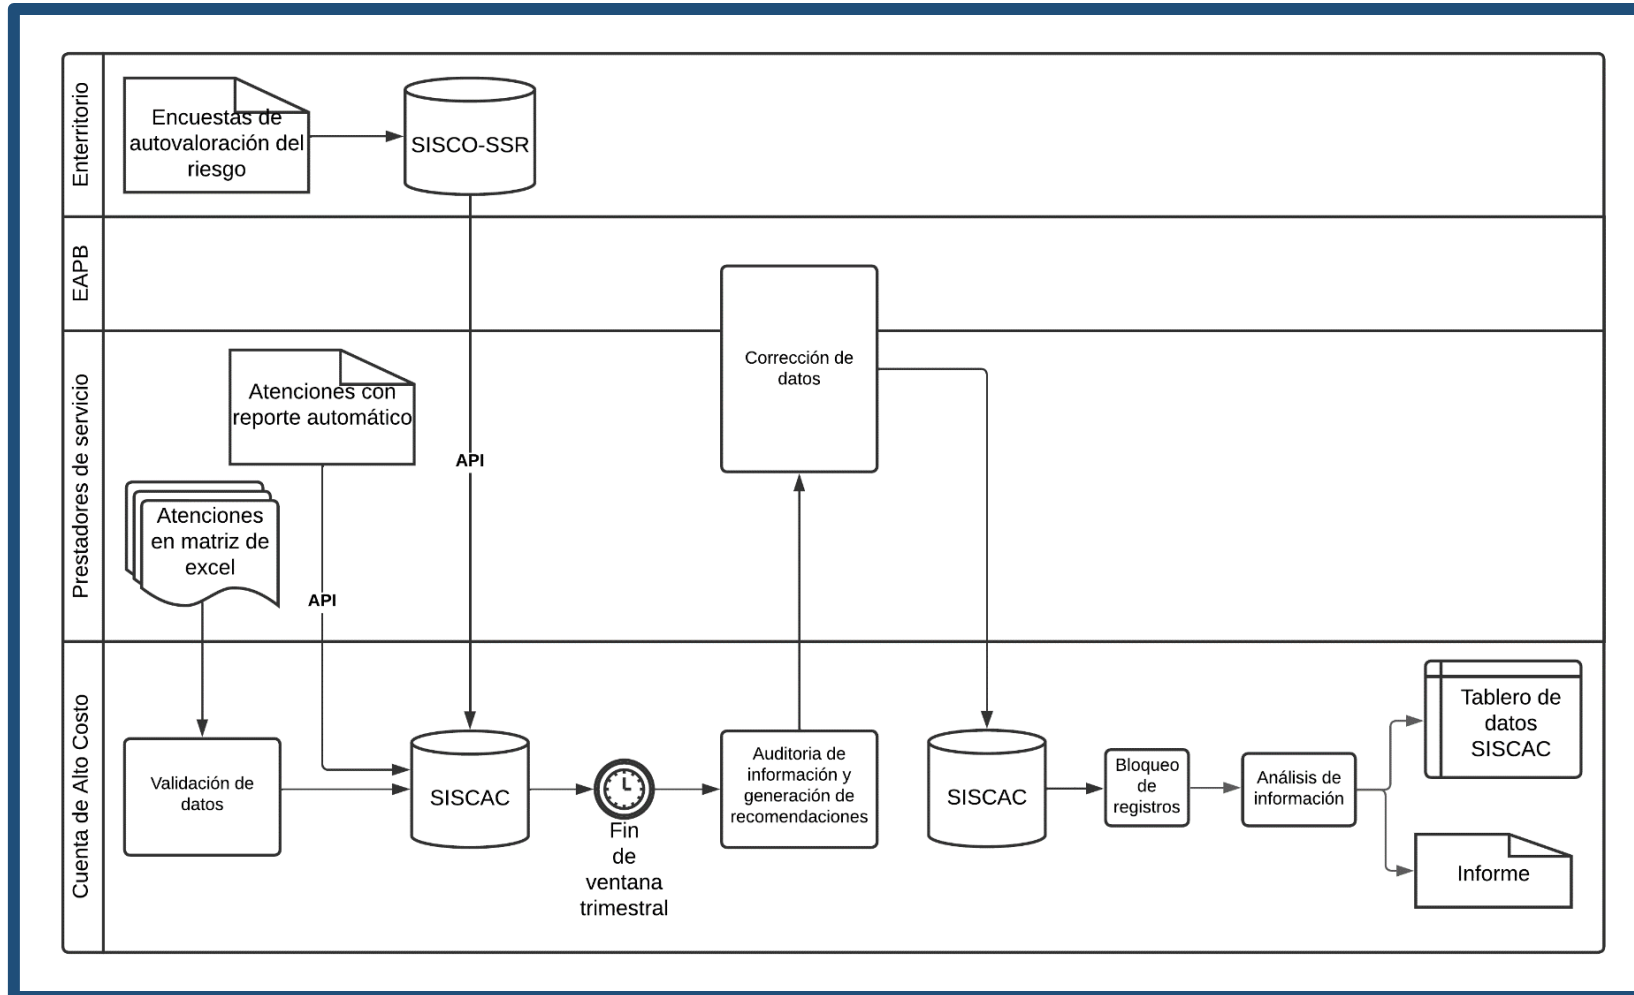 Enterritorio
Encuestas de
autovaloración del
riesgo
SISCO-SSR
EAPB
Prestadores de servicio
Atenciones con
reporte automático
Atenciones
en matriz de
excel
API
API
Corrección de
datos
Cuenta de Alto Costo
Validación de
datos
SISCAC
Fin
de
ventana
trimestral
Auditoria de
información y
generación de
recomendaciones
SISCAC
Bloqueo
de
registros
Análisis de
información
Tablero de
datos
SISCAC
Informe